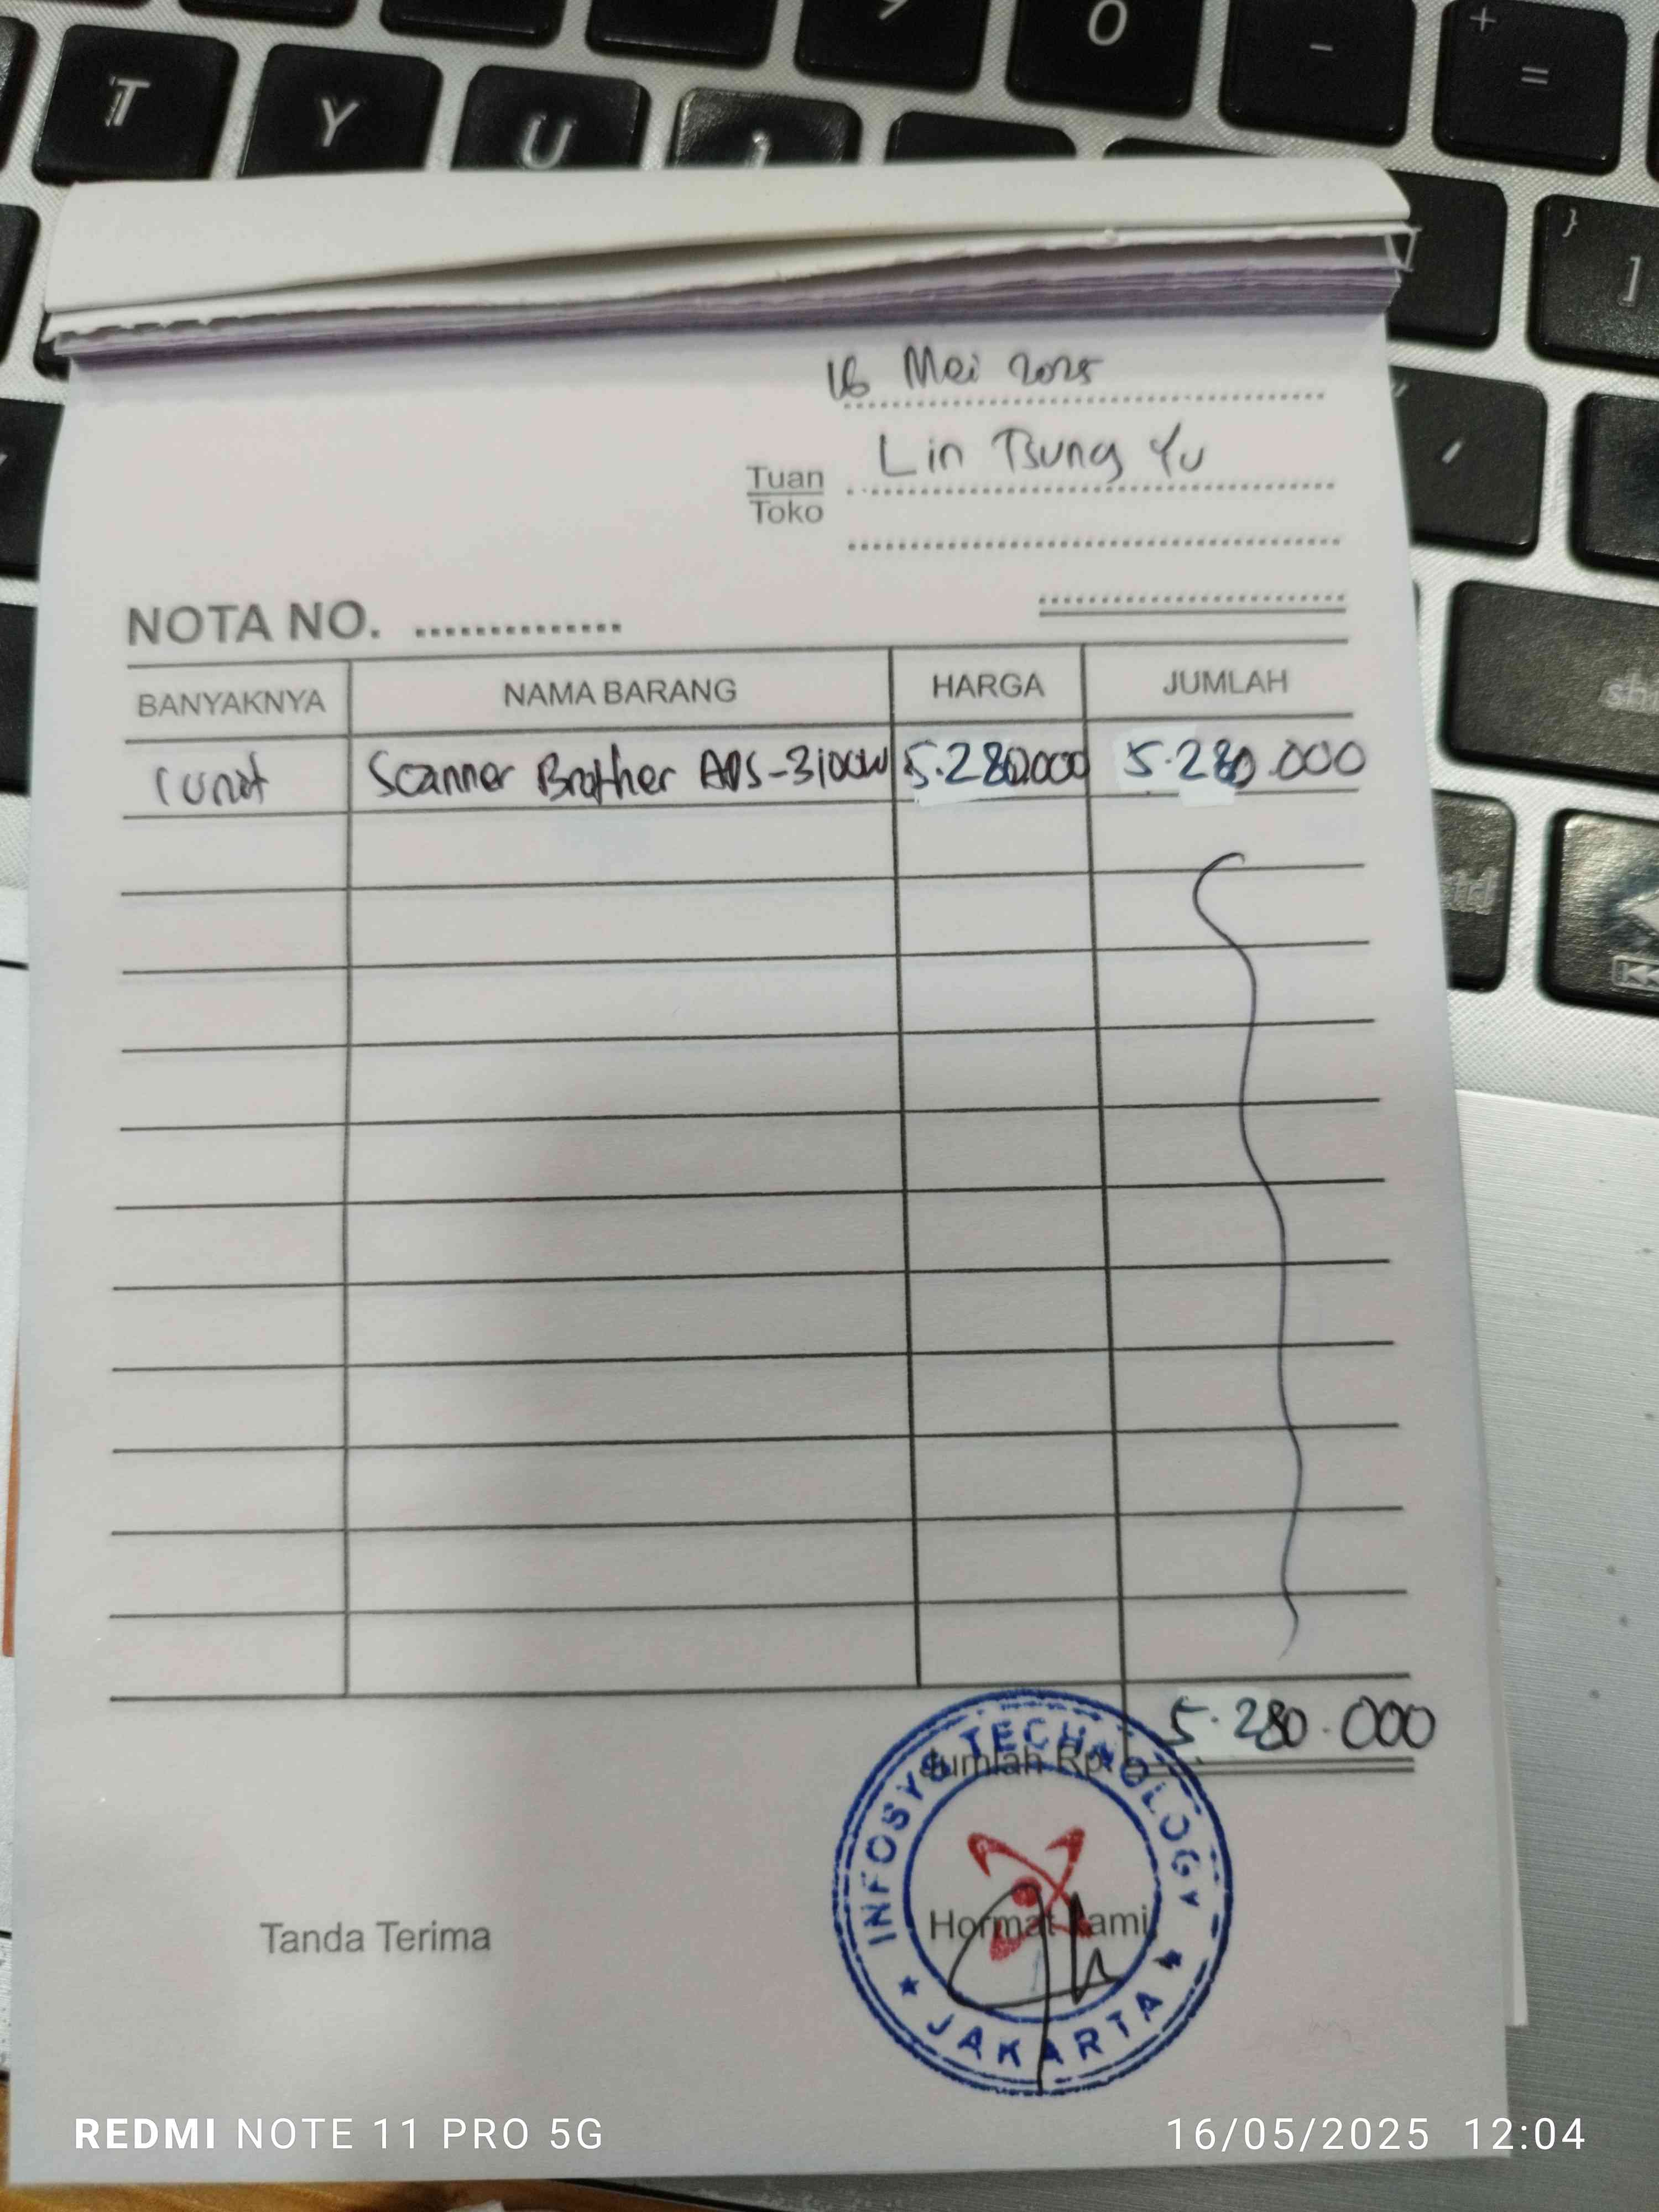 T Y U 0 - + =
} ]
16 Mei 2025
Lin Tsung Yu
Tuan
Toko
NOTA NO. ..............
BANYAKNYA NAMA BARANG HARGA JUMLAH
1 unit Scanner Brother ADS-3100W 5.280.000 5.280.000
5.280.000
Jumlah Rp.
INFOSYS TECHNOLOGY
JAKARTA
Tanda Terima Hormat Kami
REDMI NOTE 11 PRO 5G 16/05/2025 12:04